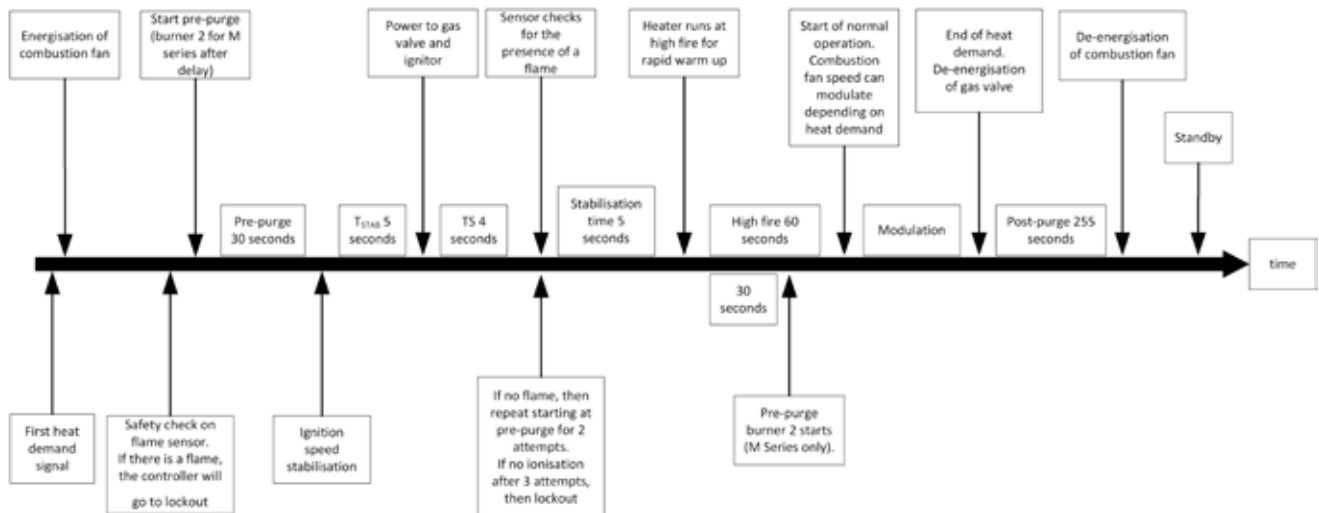 Energisation of
combustion fan
Start pre-purge
(burner 2 for M
series after
delay)
Power to gas
valve and
ignitor
Sensor checks
for the
presence of a
flame
Heater runs at
high fire for
rapid warm up
Start of normal
operation.
Combustion
fan speed can
modulate
depending on
heat demand
End of heat
demand.
De-energisation
of gas valve
De-energisation
of combustion fan
Standby
Pre-purge
30 seconds
TSTAB 5
seconds
TS 4
seconds
Stabilisation
time 5
seconds
High fire 60
seconds
Modulation
Post-purge 255
seconds
time
30
seconds
First heat
demand
signal
Safety check on
flame sensor.
If there is a flame,
the controller will
go to lockout
Ignition
speed
stabilisation
If no flame, then
repeat starting at
pre-purge for 2
attempts.
If no ionisation
after 3 attempts,
then lockout
Pre-purge
burner 2 starts
(M Series only).